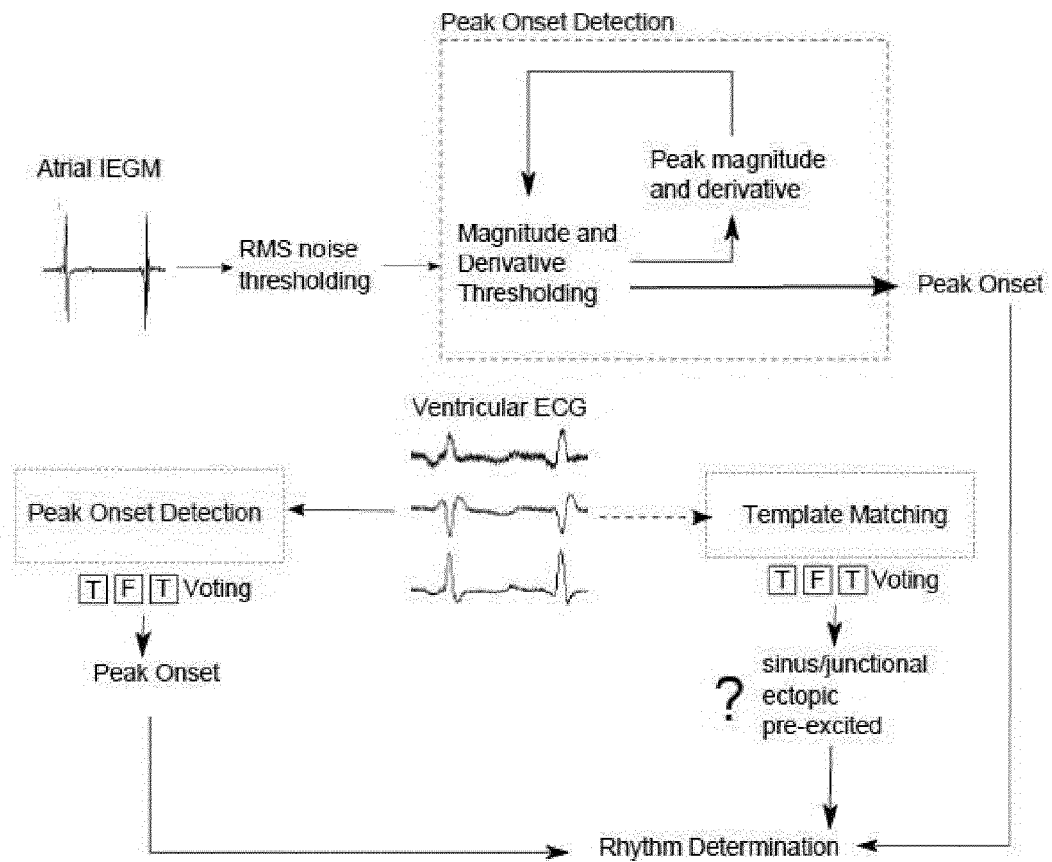 Peak Onset Detection
Atrial IEGM
RMS noise
thresholding
Peak magnitude
and derivative
Magnitude and
Derivative
Thresholding
Peak Onset
Ventricular ECG
Peak Onset Detection
T F T Voting
Peak Onset
Template Matching
T F T Voting
?
sinus/junctional
ectopic
pre-excited
Rhythm Determination